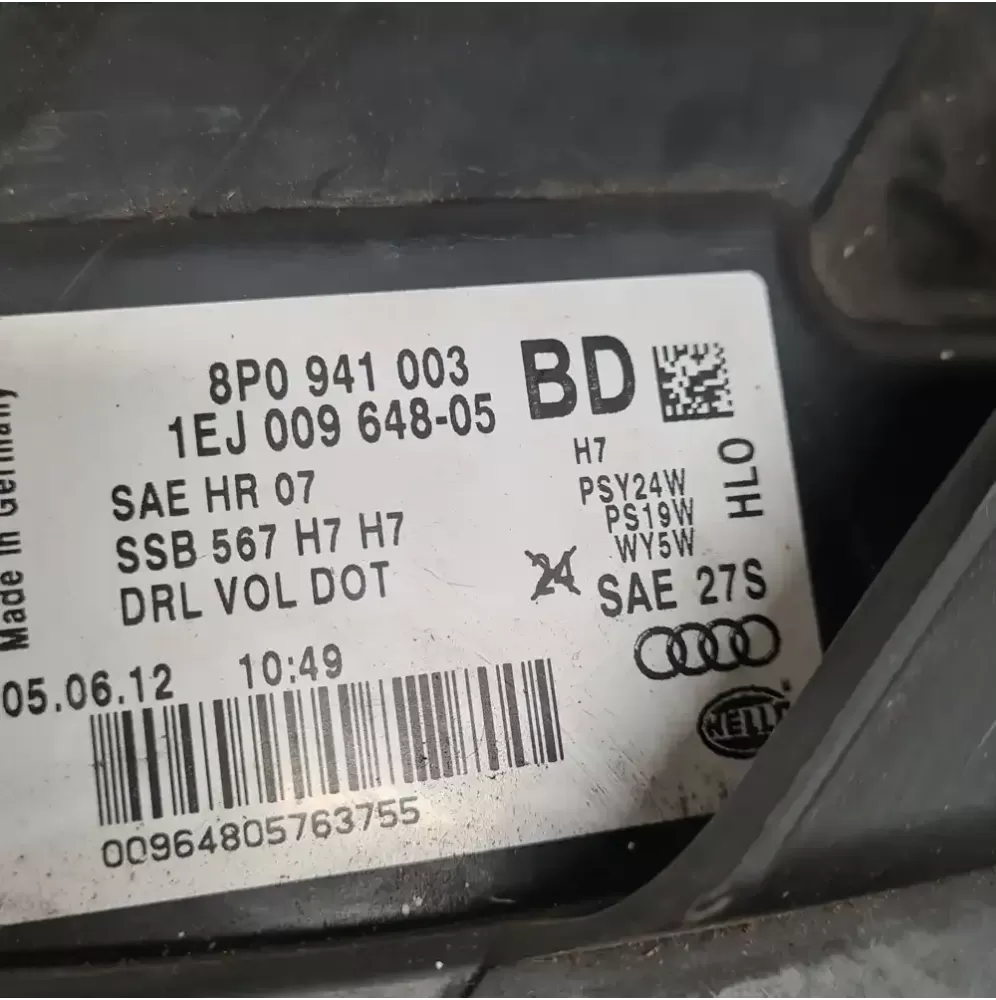 Made in Germany
8P0 941 003 BD
1EJ 009 648-05
SAE HR 07
SSB 567 H7 H7
DRL VOL DOT
H7
PSY24W
PS19W
WY5W
HLO
24
SAE 27S
05.06.12 10:49
HELLA
00964805763755